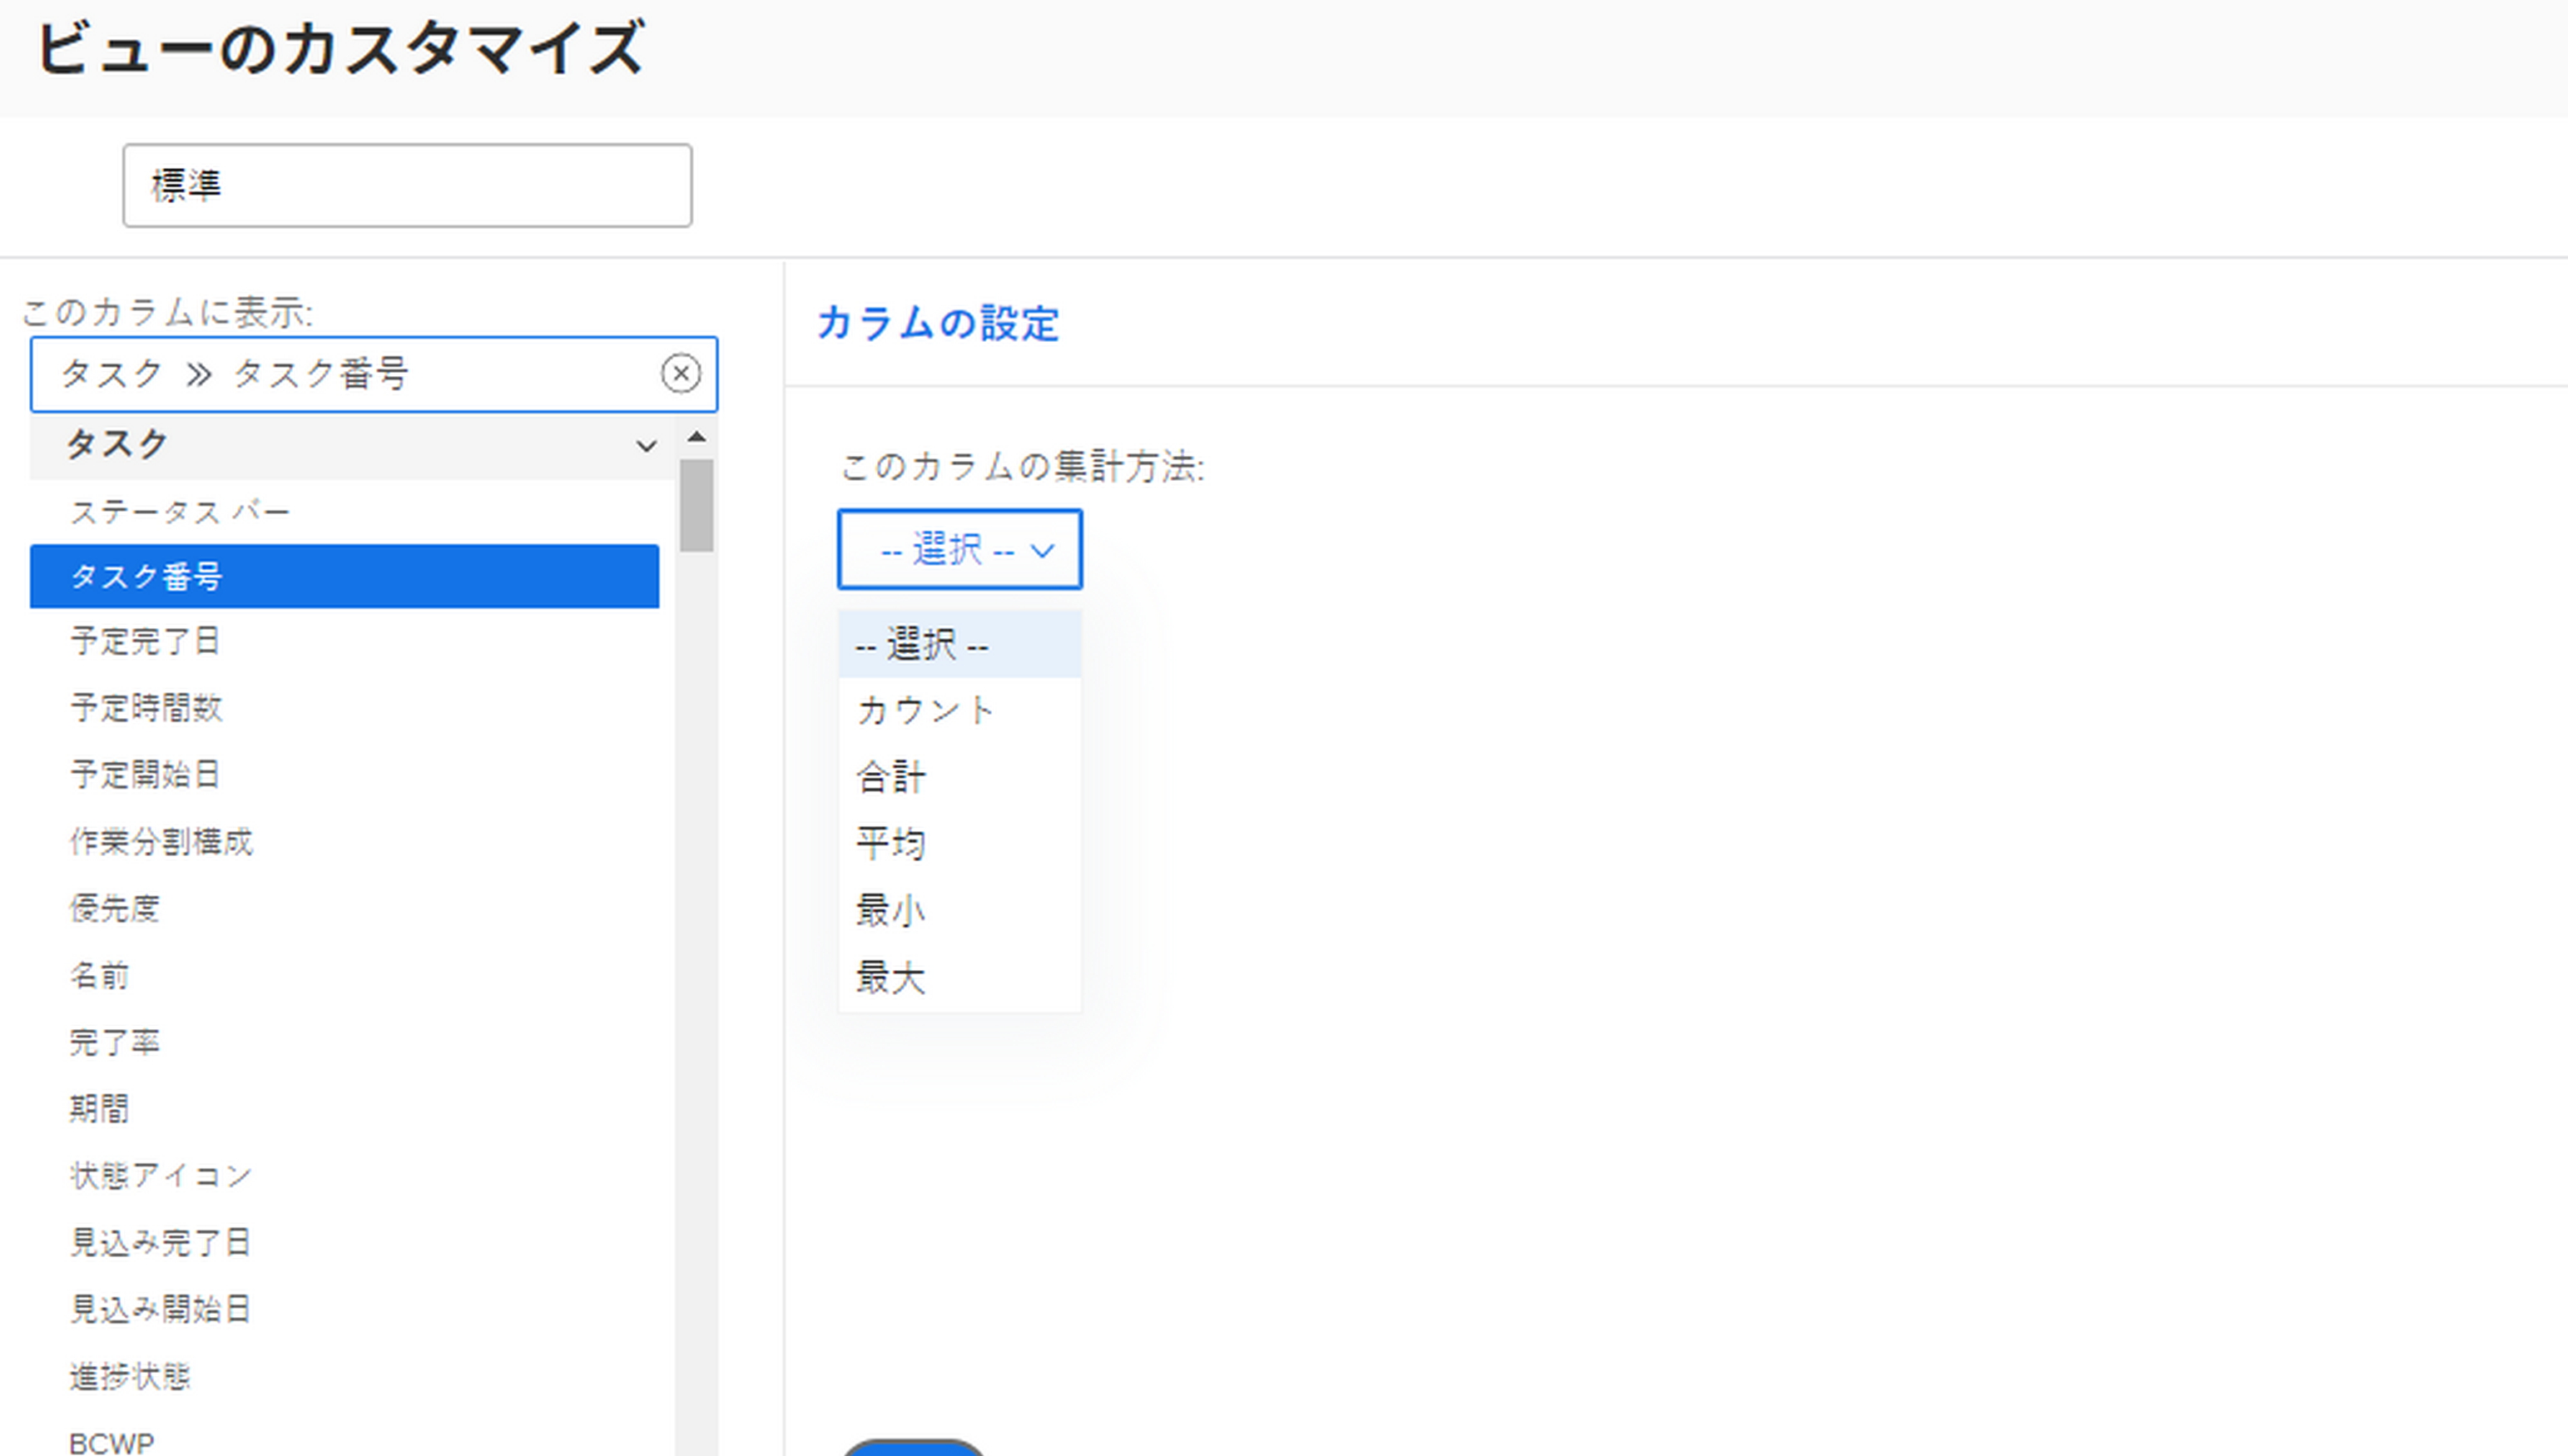 ビューのカスタマイズ
標準
このカラムに表示:
タスク » タスク番号
タスク
ステータス バー
タスク番号
予定完了日
予定時間数
予定開始日
作業分割構成
優先度
名前
完了率
期間
状態アイコン
見込み完了日
見込み開始日
進捗状態
BCWP
カラムの設定
このカラムの集計方法:
-- 選択 --
-- 選択 --
カウント
合計
平均
最小
最大